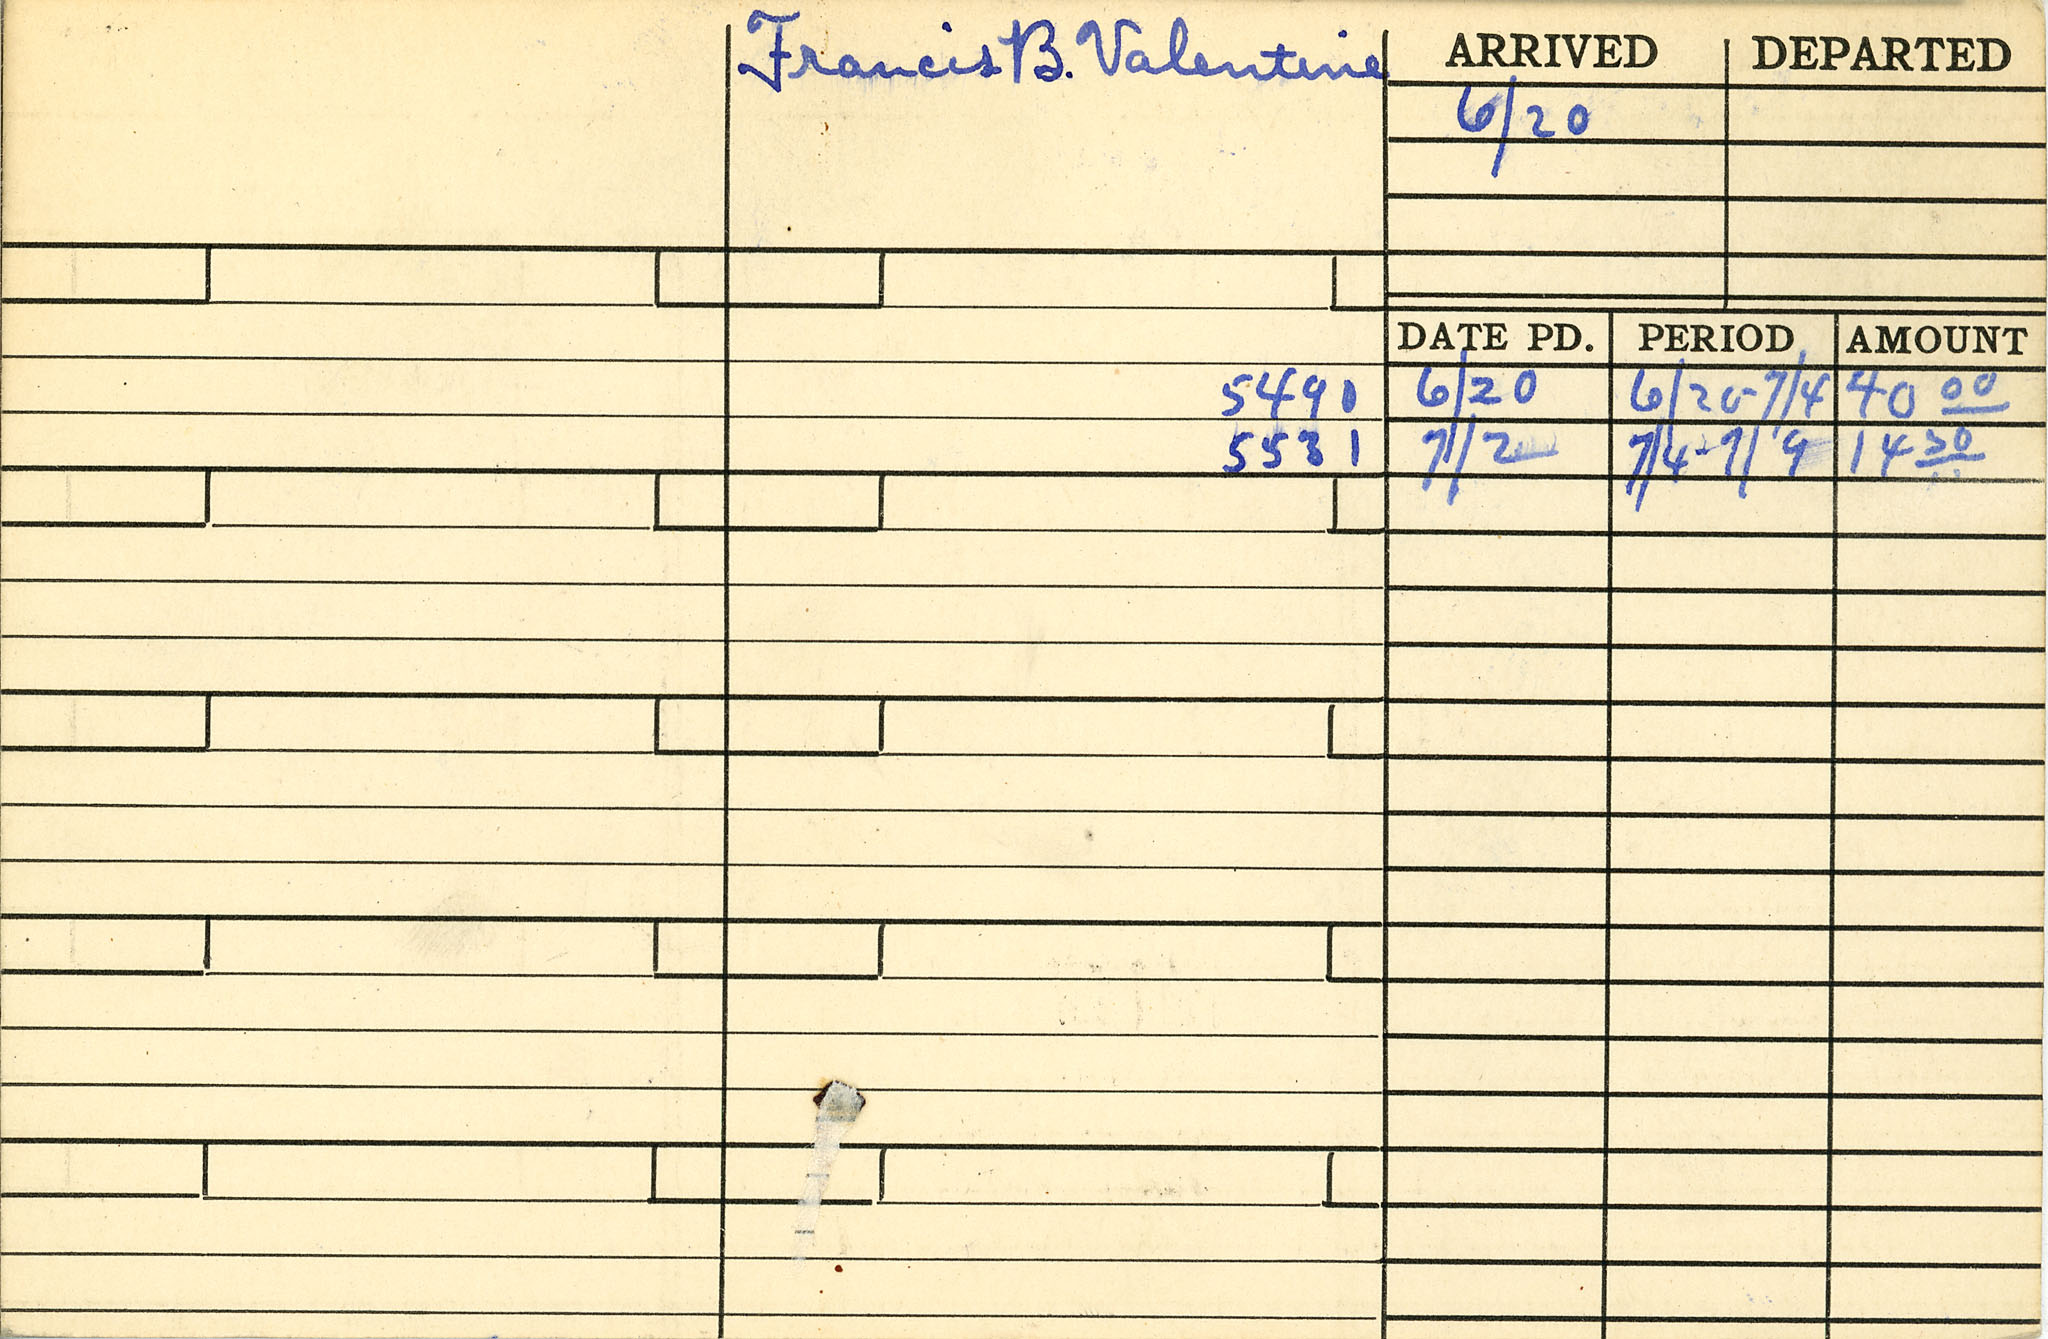 Francis B. Valentine
ARRIVED DEPARTED
6/20
DATE PD. PERIOD AMOUNT
5490 6/20 6/20-7/4 40 00
5531 7/2 7/4-7/9 14 30